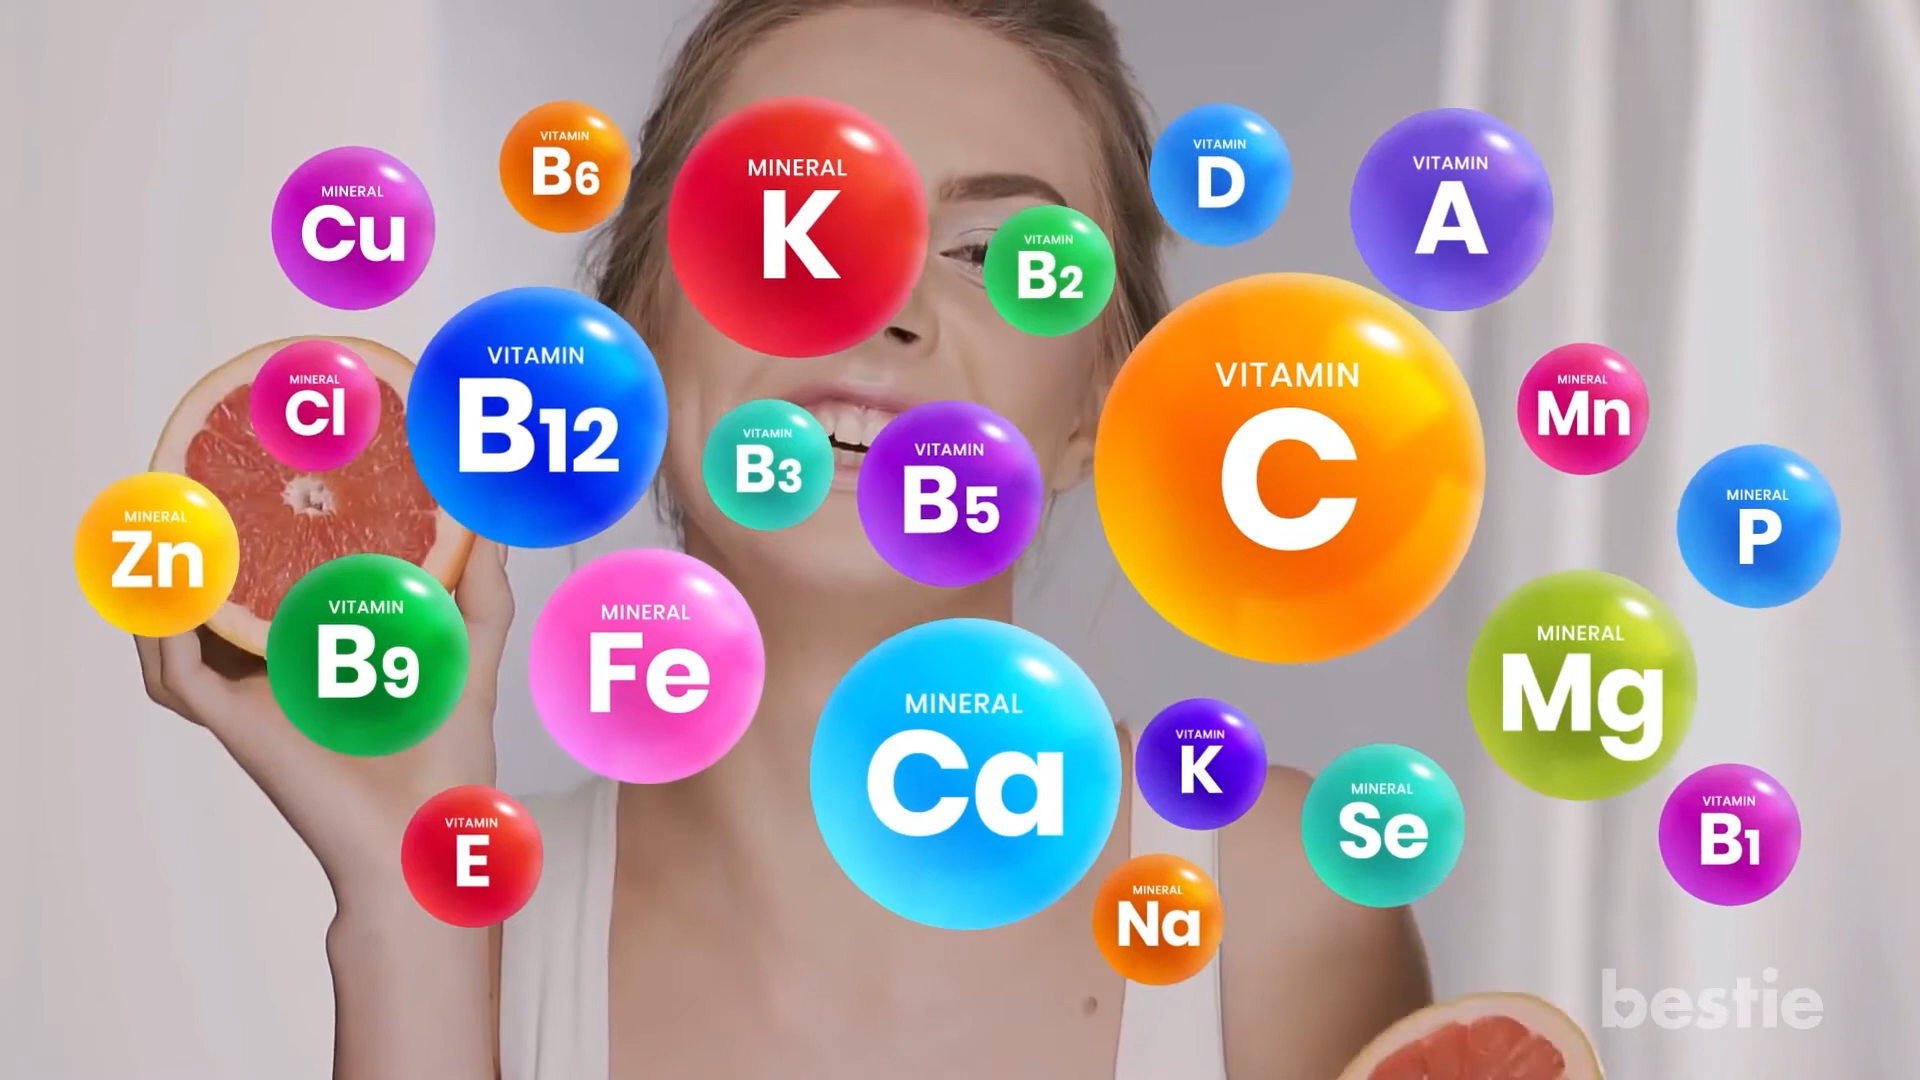 VITAMIN
B6
MINERAL
K
VITAMIN
D
VITAMIN
A
MINERAL
Cu
VITAMIN
B2
VITAMIN
B12
VITAMIN
C
MINERAL
Cl
MINERAL
Mn
VITAMIN
B3
VITAMIN
B5
MINERAL
P
MINERAL
Zn
VITAMIN
B9
MINERAL
Fe
MINERAL
Mg
MINERAL
Ca
VITAMIN
K
MINERAL
Se
VITAMIN
B1
VITAMIN
E
MINERAL
Na
bestie